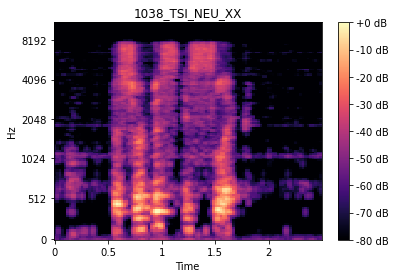 1038_TSI_NEU_XX
Hz
8192
4096
2048
1024
512
0
0
0.5
1
1.5
2
Time
+0 dB
-10 dB
-20 dB
-30 dB
-40 dB
-50 dB
-60 dB
-70 dB
-80 dB